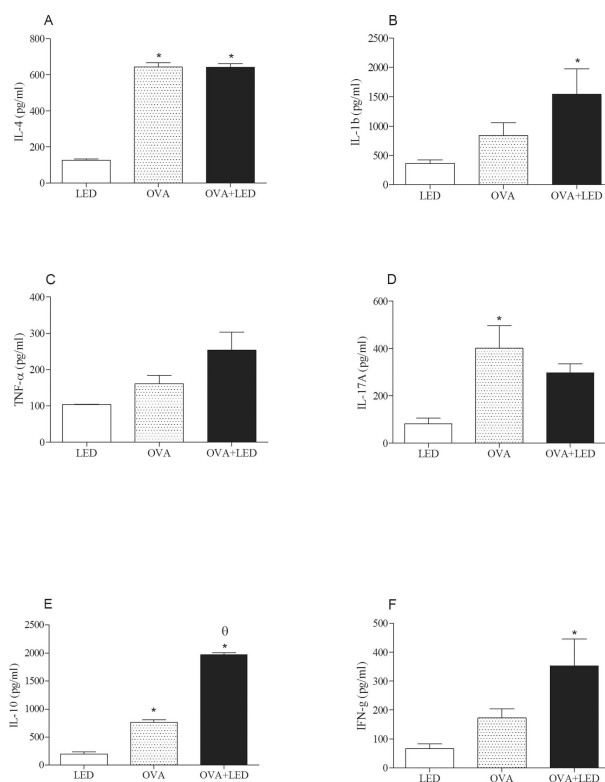 A
IL-4 (pg/ml)
800
600
400
200
0
*
*
LED OVA OVA+LED
B
IL-1b (pg/ml)
2500
2000
1500
1000
500
0
*
LED OVA OVA+LED
C
TNF-α (pg/ml)
400
300
200
100
0
LED OVA OVA+LED
D
IL-17A (pg/ml)
600
400
200
0
*
LED OVA OVA+LED
E
IL-10 (pg/ml)
2500
2000
1500
1000
500
0
*
θ
*
LED OVA OVA+LED
F
IFN-g (pg/ml)
500
400
300
200
100
0
*
LED OVA OVA+LED